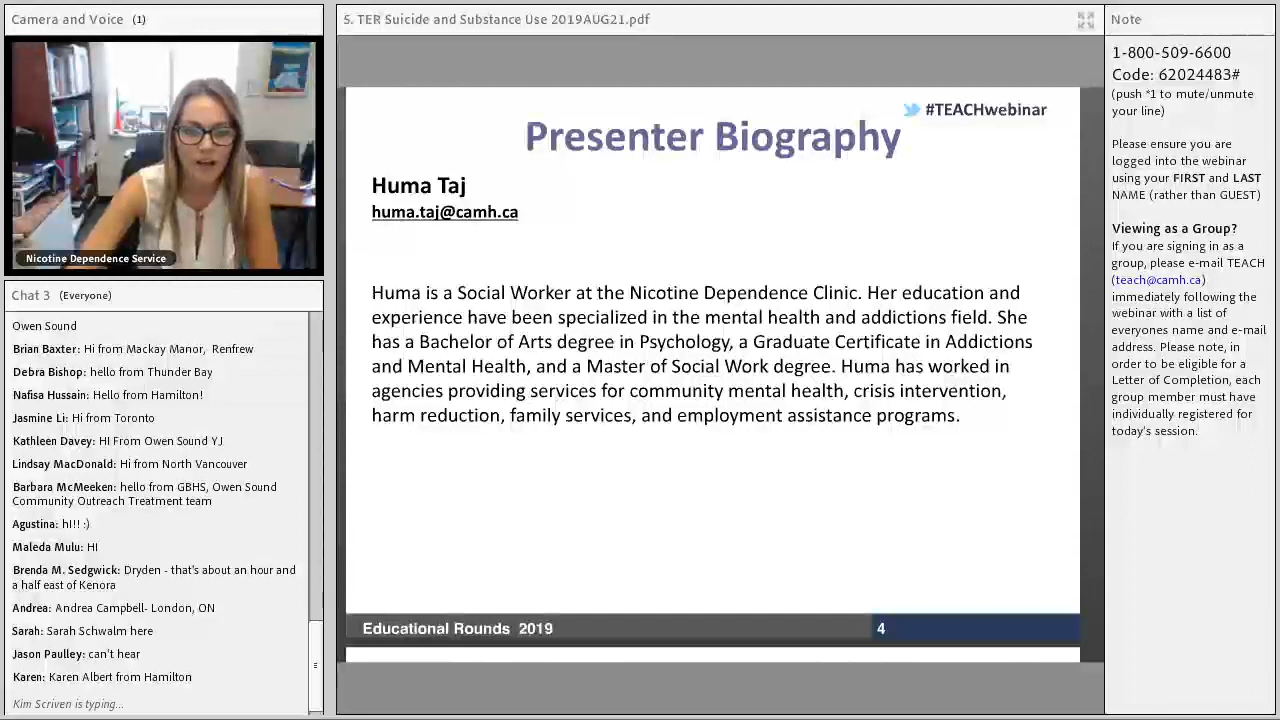 Camera and Voice (1)
Nicotine Dependence Service
Chat 3 (Everyone)
Owen Sound
Brian Baxter: Hi from Mackay Manor, Renfrew
Debra Bishop: hello from Thunder Bay
Nafisa Hussain: Hello from Hamilton!
Jasmine Li: Hi from Toronto
Kathleen Davey: HI From Owen Sound YJ
Lindsay MacDonald: Hi from North Vancouver
Barbara McMeeken: hello from GBHS, Owen Sound
Community Outreach Treatment team
Agustina: hI!! :)
Maleda Mulu: HI
Brenda M. Sedgwick: Dryden - that's about an hour and
a half east of Kenora
Andrea: Andrea Campbell- London, ON
Sarah: Sarah Schwalm here
Jason Paulley: can't hear
Karen: Karen Albert from Hamilton
Kim Scriven is typing...
5. TER Suicide and Substance Use 2019AUG21.pdf
#TEACHwebinar
Presenter Biography
Huma Taj
huma.taj@camh.ca
Huma is a Social Worker at the Nicotine Dependence Clinic. Her education and
experience have been specialized in the mental health and addictions field. She
has a Bachelor of Arts degree in Psychology, a Graduate Certificate in Addictions
and Mental Health, and a Master of Social Work degree. Huma has worked in
agencies providing services for community mental health, crisis intervention,
harm reduction, family services, and employment assistance programs.
Educational Rounds 2019
4
Note
1-800-509-6600
Code: 62024483#
(push *1 to mute/unmute
your line)
Please ensure you are
logged into the webinar
using your FIRST and LAST
NAME (rather than GUEST)
Viewing as a Group?
If you are signing in as a
group, please e-mail TEACH
(teach@camh.ca)
immediately following the
webinar with a list of
everyones name and e-mail
address. Please note, in
order to be eligible for a
Letter of Completion, each
group member must have
individually registered for
today's session.